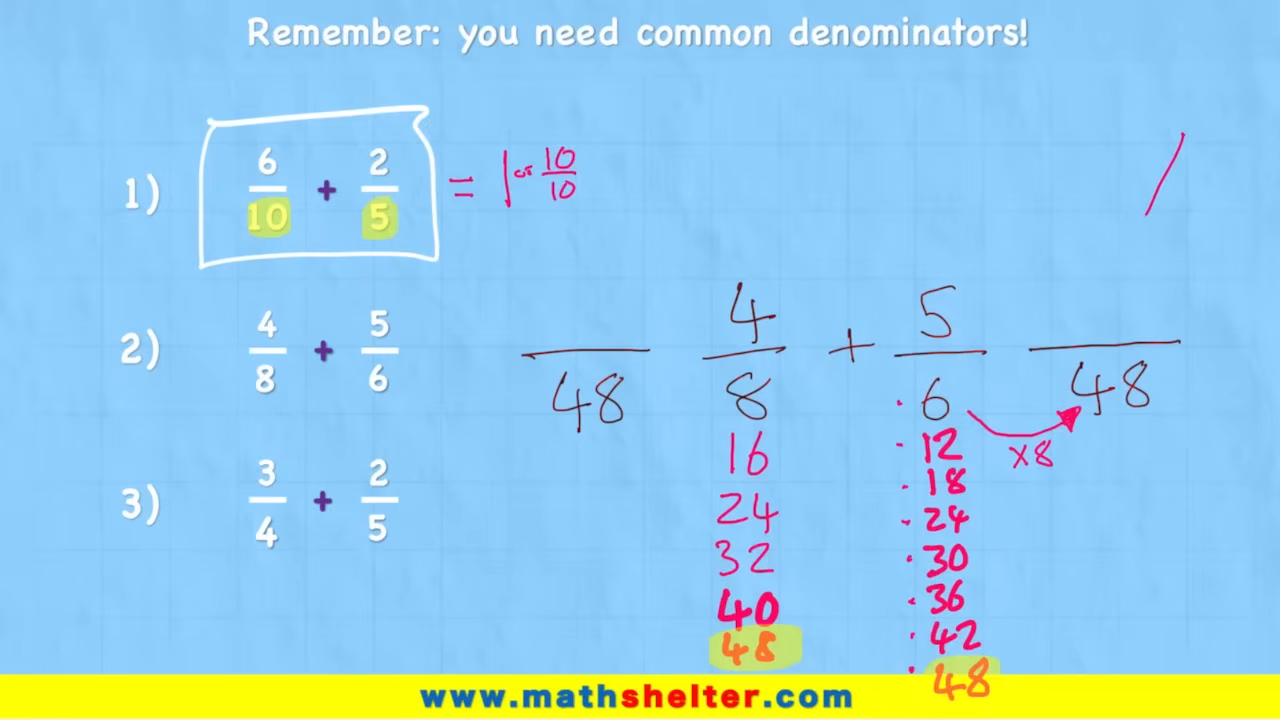 Remember: you need common denominators!
1) 6/10 + 2/5 = 1 or 10/10
2) 4/8 + 5/6
3) 3/4 + 2/5
/48 4/8 + 5/6 /48
16 12 ×8
24 18
32 24
40 30
48 36
42
48
www.mathshelter.com